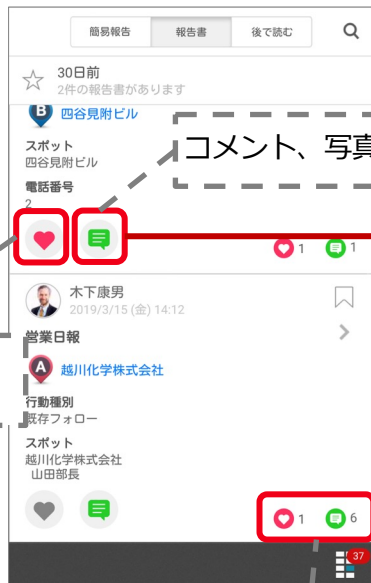 簡易報告 報告書 後で読む
30日前
2件の報告書があります
B 四谷見附ビル
コメント、写真
スポット
四谷見附ビル
電話番号
2
1 1
木下康男
2019/3/15 (金) 14:12
営業日報
A 越川化学株式会社
行動種別
既存フォロー
スポット
越川化学株式会社
山田部長
1 6
37